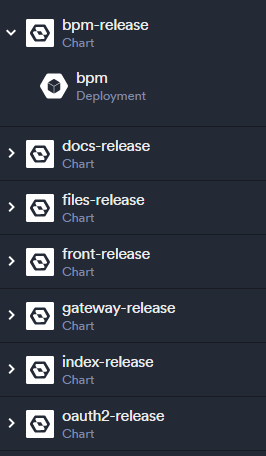 bpm-release
Chart
bpm
Deployment
docs-release
Chart
files-release
Chart
front-release
Chart
gateway-release
Chart
index-release
Chart
oauth2-release
Chart